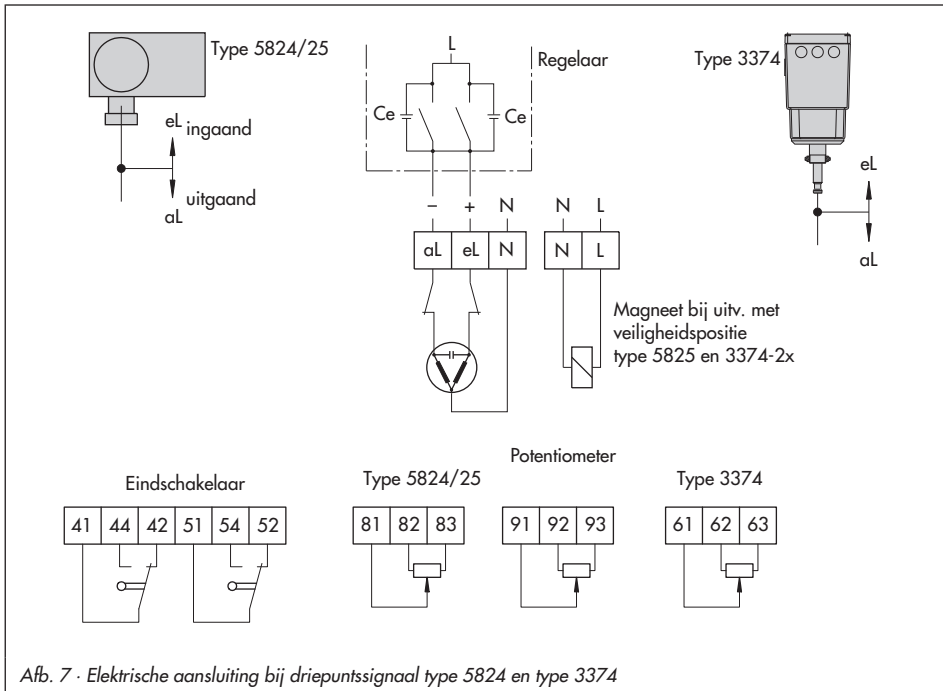 Type 5824/25
L
Regelaar
Type 3374
Ce
Ce
eL
ingaand
uitgaand
aL
eL
aL
– + N N L
aL eL N N L
Magneet bij uitv. met
veiligheidspositie
type 5825 en 3374-2x
Potentiometer
Eindschakelaar
Type 5824/25
Type 3374
41 44 42 51 54 52
81 82 83
91 92 93
61 62 63
Afb. 7 · Elektrische aansluiting bij driepuntssignaal type 5824 en type 3374